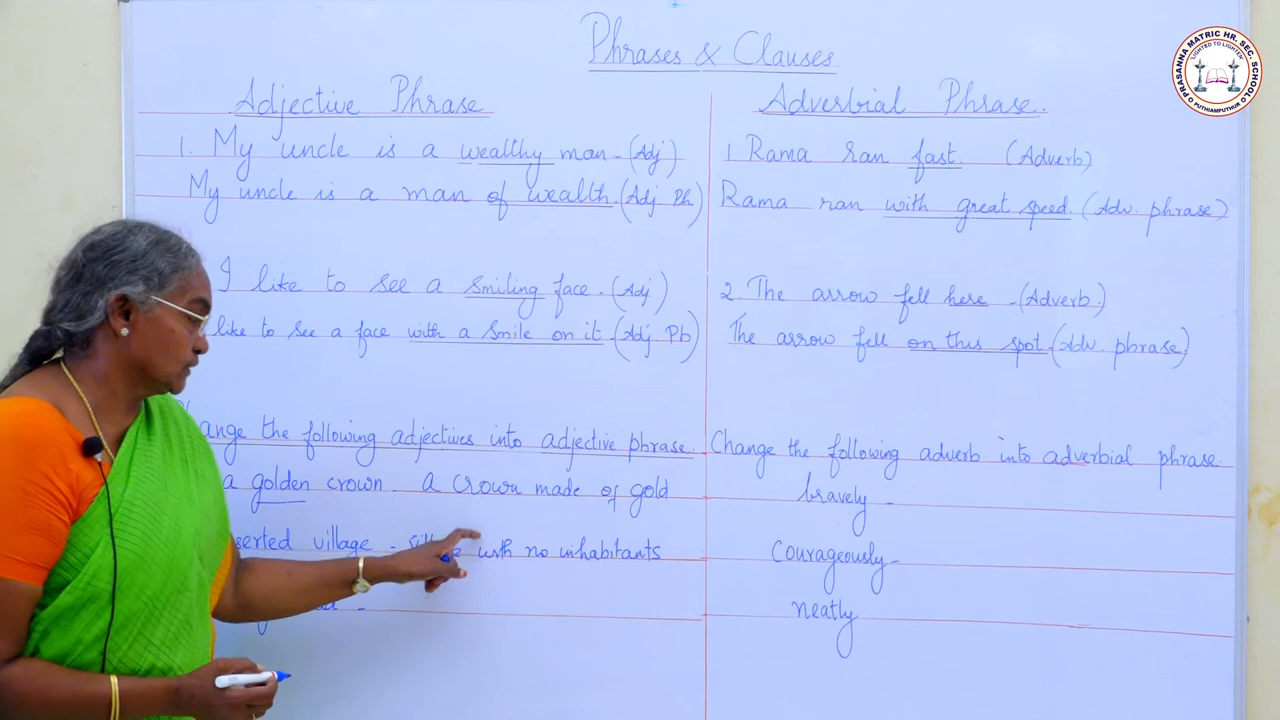 Phrases & Clauses
Adjective Phrase
1. My uncle is a wealthy man - (Adj)
My uncle is a man of wealth. (Adj. Ph)
I like to see a smiling face - (Adj)
like to see a face with a smile on it. (Adj. Ph)
ange the following adjectives into adjective phrase.
a golden crown - a crown made of gold
serted village - with no inhabitants
Adverbial Phrase.
1. Rama ran fast. (Adverb)
Rama ran with great speed. (Adv. phrase)
2. The arrow fell here - (Adverb.)
The arrow fell on this spot. (Adv. phrase)
Change the following adverb into adverbial phrase.
bravely -
Courageously -
neatly
PRASANNA MATRIC HR. SEC. SCHOOL
"LIGHTED TO LIGHTEN"
PUTHIAMPUTHUR